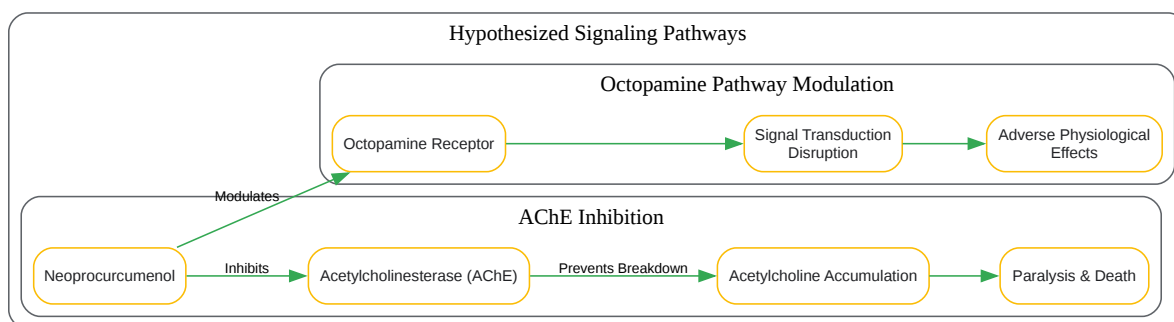 Hypothesized Signaling Pathways
Octopamine Pathway Modulation
Octopamine Receptor
Signal Transduction
Disruption
Adverse Physiological
Effects
Modulates
AChE Inhibition
Neoprocurcumenol
Inhibits
Acetylcholinesterase (AChE)
Prevents Breakdown
Acetylcholine Accumulation
Paralysis & Death